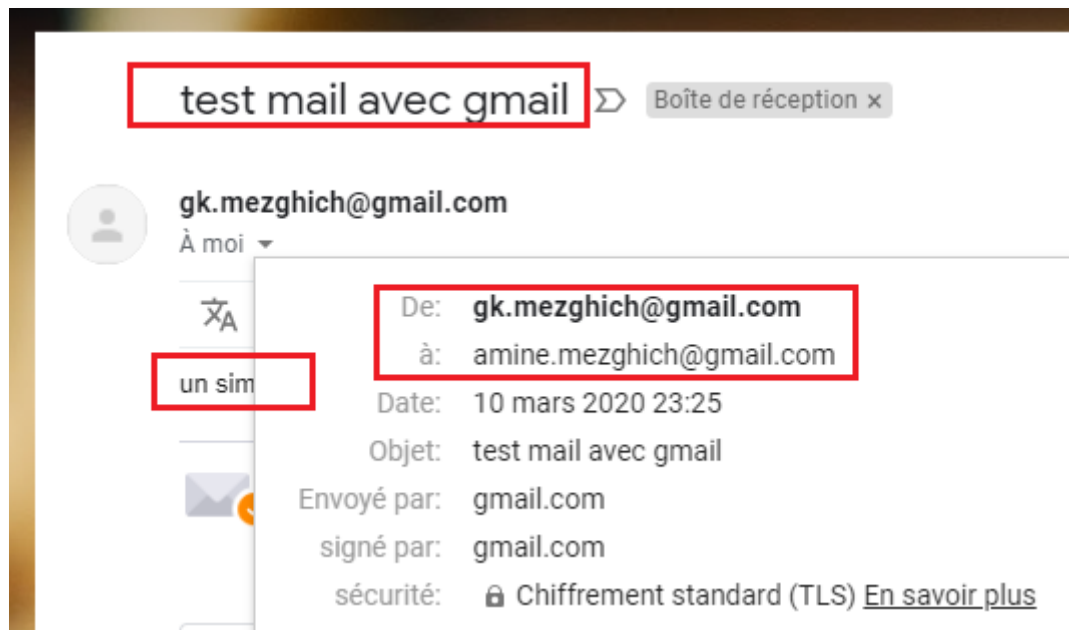 test mail avec gmail Boîte de réception x
gk.mezghich@gmail.com
À moi
De: gk.mezghich@gmail.com
à: amine.mezghich@gmail.com
un sim
Date: 10 mars 2020 23:25
Objet: test mail avec gmail
Envoyé par: gmail.com
signé par: gmail.com
sécurité: Chiffrement standard (TLS) En savoir plus